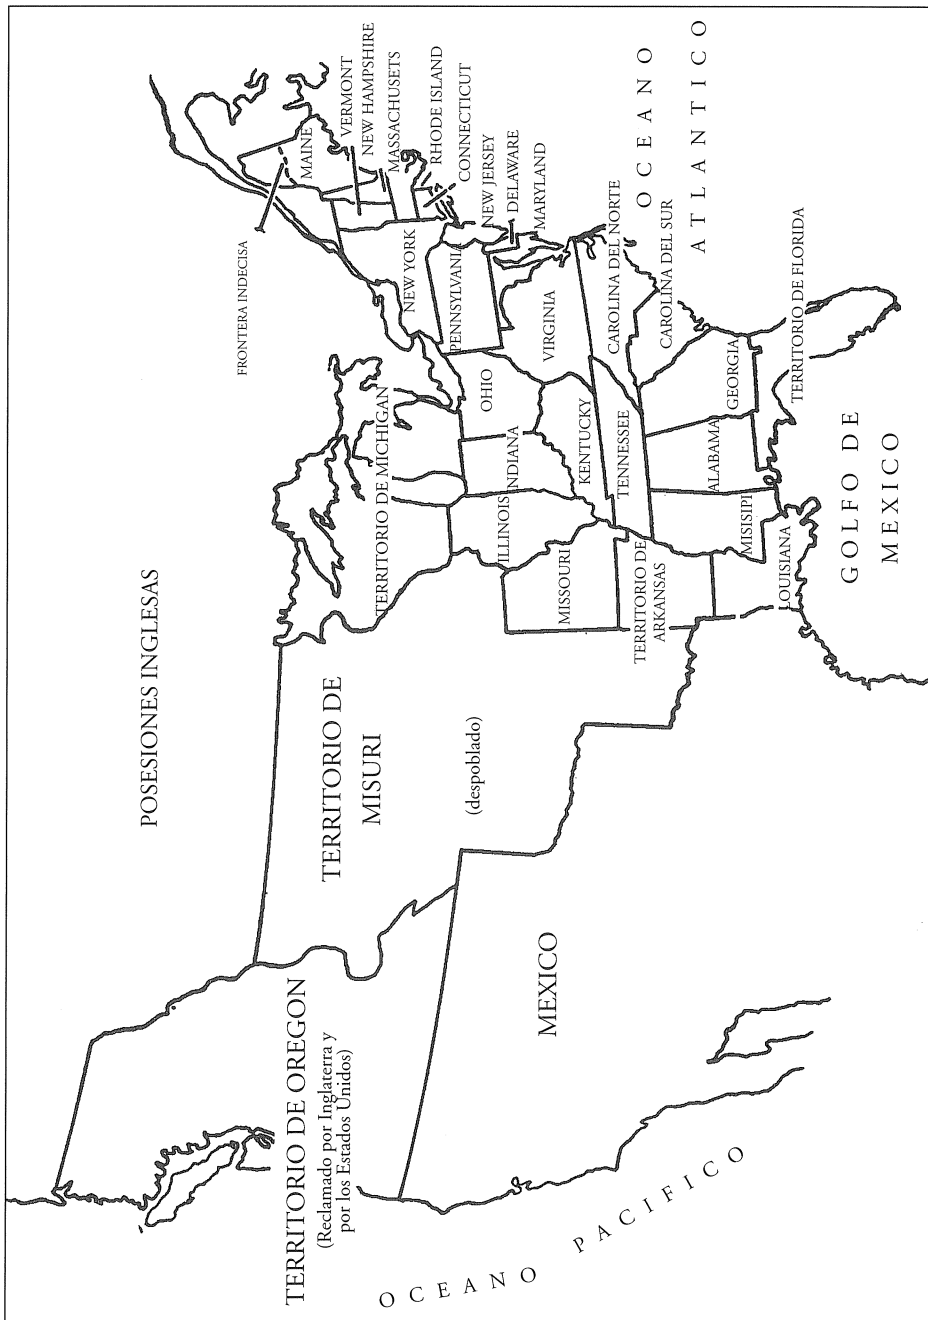 POSESIONES INGLESAS
FRONTERA INDECISA
MAINE
VERMONT
NEW HAMPSHIRE
MASSACHUSETS
RHODE ISLAND
CONNECTICUT
NEW YORK
NEW JERSEY
DELAWARE
MARYLAND
PENNSYLVANIA
TERRITORIO DE OREGON
(Reclamado por Inglaterra y
por los Estados Unidos)
TERRITORIO DE
MISURI
(despoblado)
TERRITORIO DE MICHIGAN
ILLINOIS
INDIANA
OHIO
VIRGINIA
MISSOURI
KENTUCKY
TENNESSEE
CAROLINA DEL NORTE
CAROLINA DEL SUR
TERRITORIO DE
ARKANSAS
MISISIPI
ALABAMA
GEORGIA
LOUISIANA
TERRITORIO DE FLORIDA
MEXICO
OCEANO
ATLANTICO
GOLFO DE
MEXICO
OCEANO PACIFICO